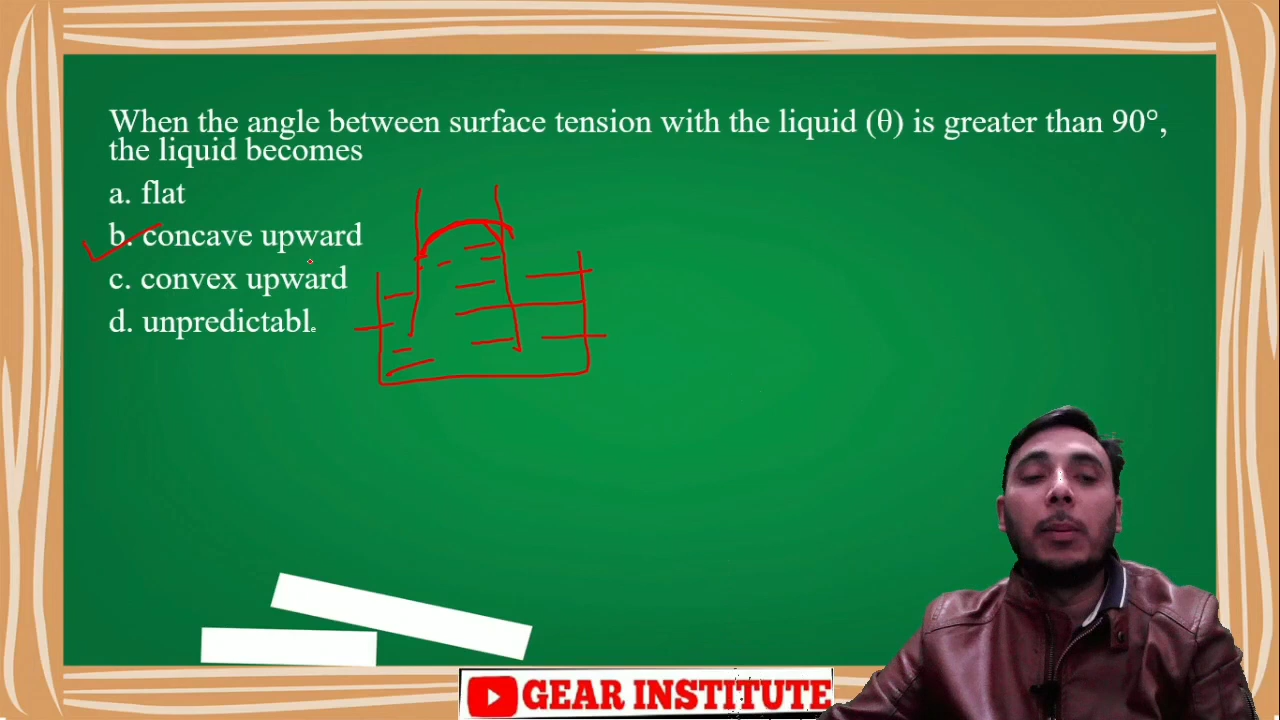 When the angle between surface tension with the liquid (θ) is greater than 90°,
the liquid becomes
a. flat
b. concave upward
c. convex upward
d. unpredictabl.
GEAR INSTITUTE